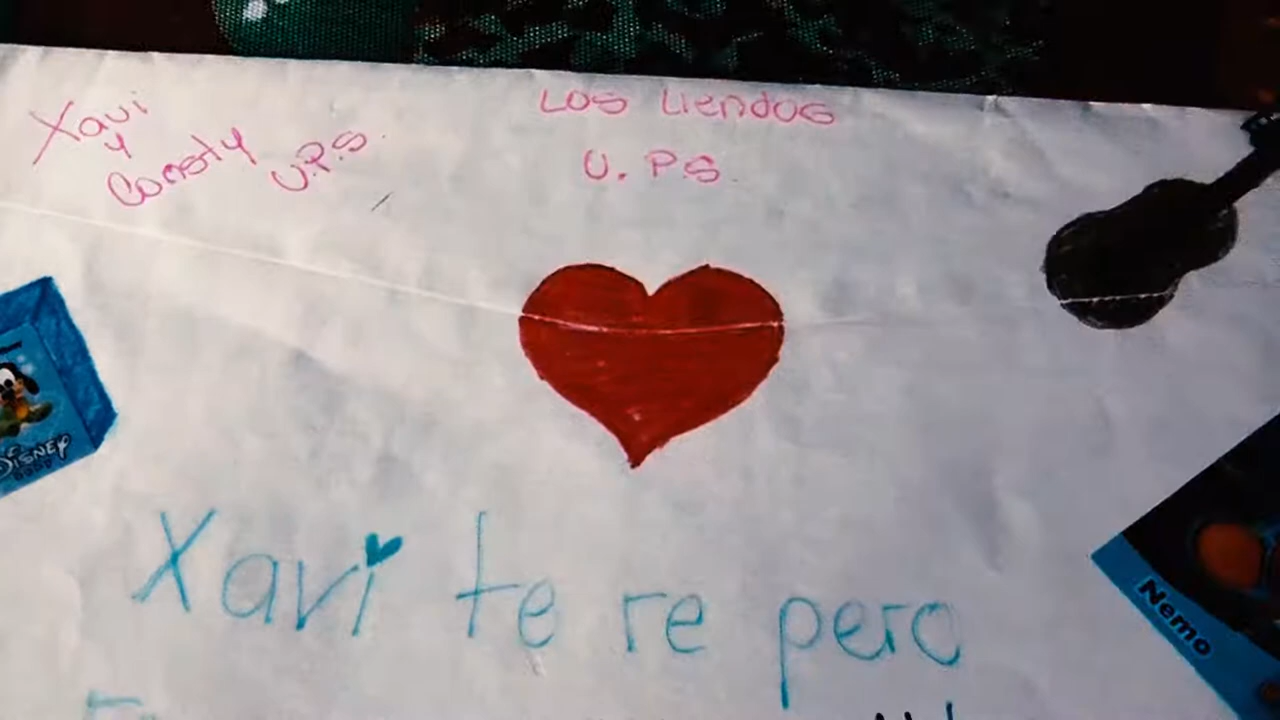 Xavi
y
Consty U.P.S.
LOS Liendos
U. P.S.
Disney
Xavi te re pero
Nemo